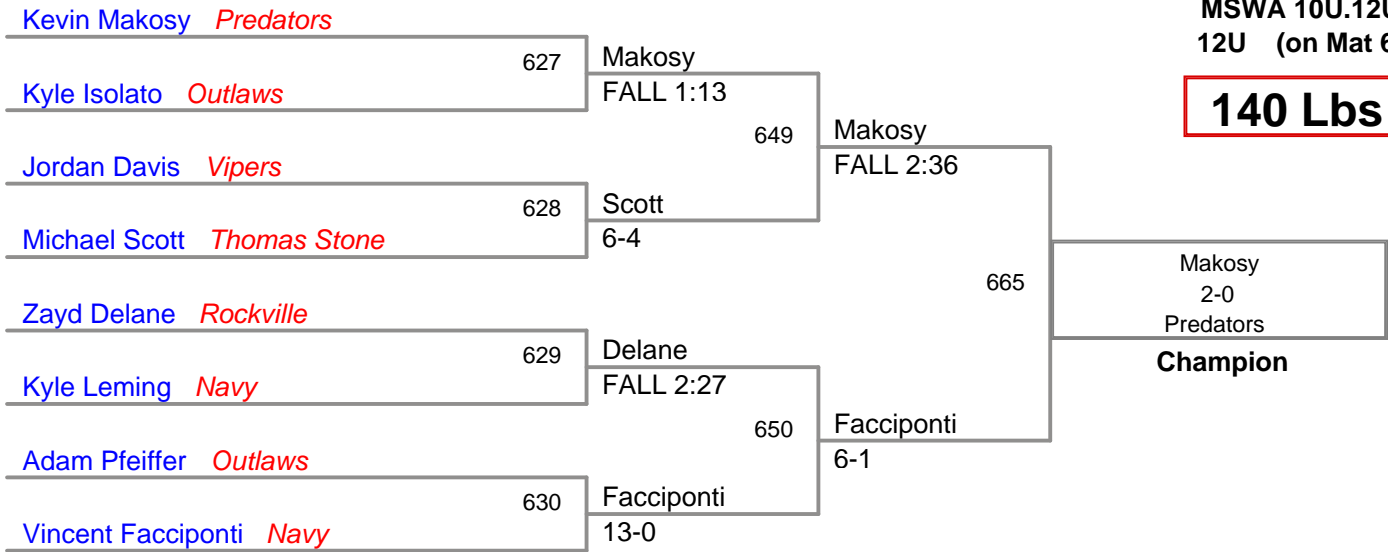 Kevin Makosy Predators
MSWA 10U.12U
12U (on Mat 6
627
Makosy
FALL 1:13
Kyle Isolato Outlaws
140 Lbs
649
Makosy
FALL 2:36
Jordan Davis Vipers
628
Scott
6-4
Michael Scott Thomas Stone
665
Makosy
2-0
Predators
Champion
Zayd Delane Rockville
629
Delane
FALL 2:27
Kyle Leming Navy
650
Facciponti
6-1
Adam Pfeiffer Outlaws
630
Facciponti
13-0
Vincent Facciponti Navy